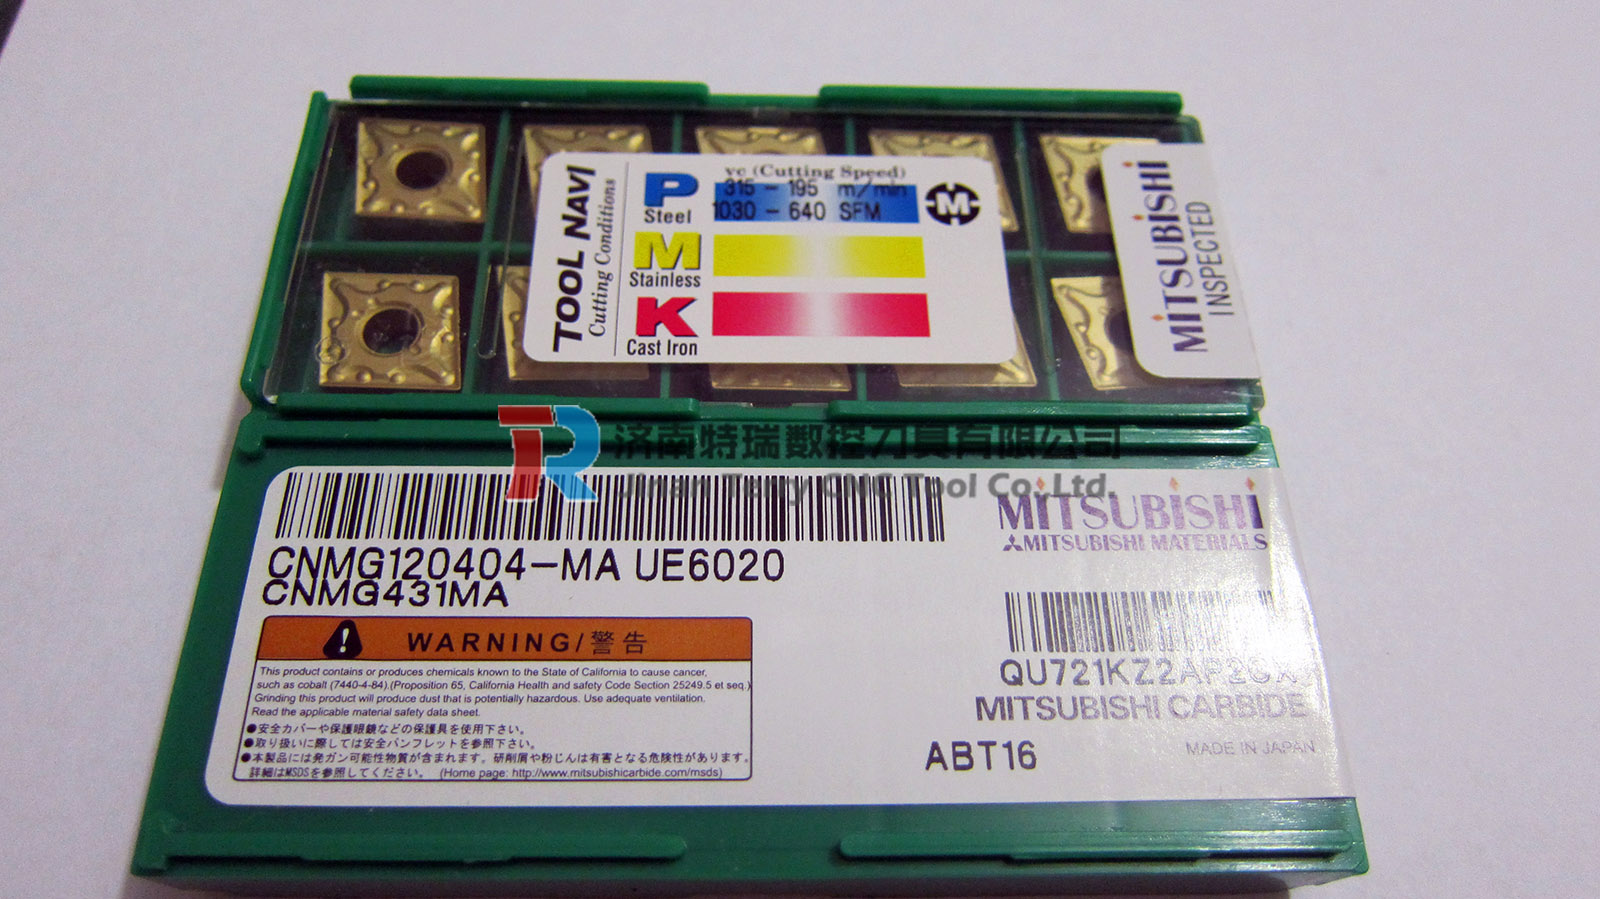 TOOL NAVI
Cutting Conditions
vc (Cutting Speed)
P
315 - 195 m/min
Steel
1030 - 640 SFM
M
Stainless
K
Cast Iron
M
MITSUBISHI
INSPECTED
济南特瑞数控刀具有限公司
Jinan Terry CNC Tool Co.,Ltd.
MITSUBISHI
MITSUBISHI MATERIALS
CNMG120404-MA UE6020
CNMG431MA
WARNING/警告
This product contains or produces chemicals known to the State of California to cause cancer,
such as cobalt (7440-4-84).(Proposition 65, California Health and safety Code Section 25249.5 et seq.)
Grinding this product will produce dust that is potentially hazardous. Use adequate ventilation.
Read the applicable material safety data sheet.
●安全カバーや保護眼鏡などの保護具を使用下さい。
●取り扱いに際しては安全パンフレットを参照下さい。
●本製品には発ガン可能性物質が含まれます。研削屑や粉じんは有害となる危険性があります。
詳細はMSDSを参照してください。 (Home page: http://www.mitsubishicarbide.com/msds)
MITSUBISHI CARBIDE
ABT16
MADE IN JAPAN